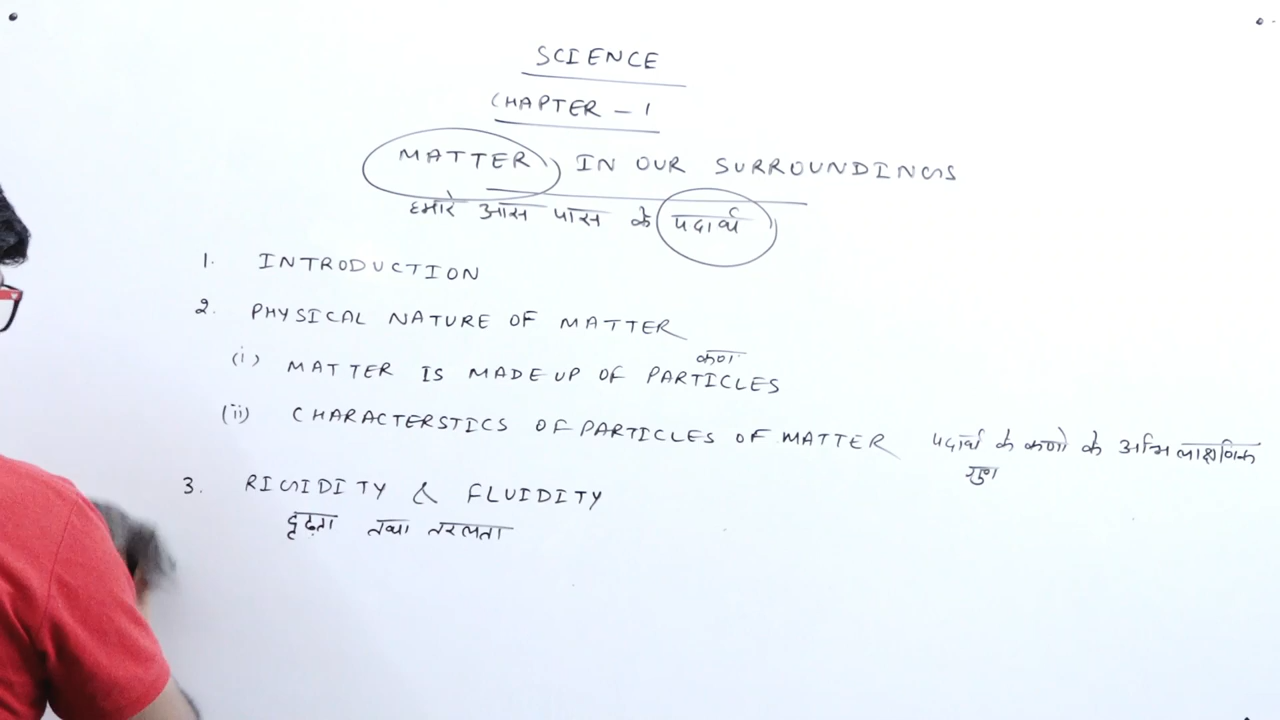 SCIENCE
CHAPTER - 1
MATTER IN OUR SURROUNDINGS
हमारे आस पास के पदार्थ
1. INTRODUCTION
2. PHYSICAL NATURE OF MATTER
कण
(i) MATTER IS MADE UP OF PARTICLES
(ii) CHARACTERSTICS OF PARTICLES OF MATTER पदार्थ के कणो के अभिलाक्षणिक
गुण
3. RIGIDITY & FLUIDITY
दृढ़ता तथा तरलता